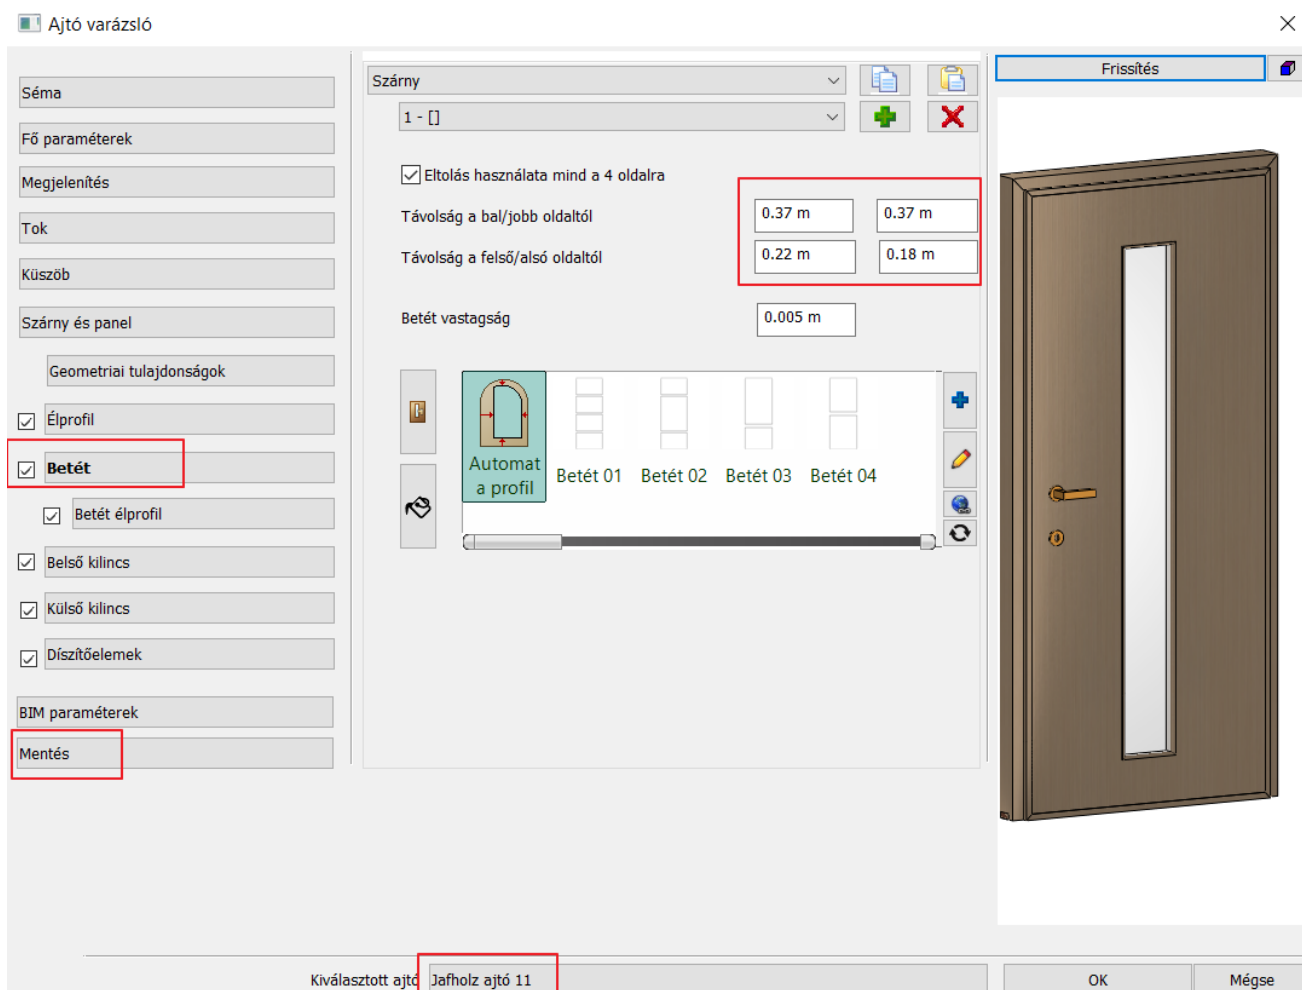 Ajtó varázsló
Séma
Fő paraméterek
Megjelenítés
Tok
Küszöb
Szárny és panel
Geometriai tulajdonságok
Élprofil
Betét
Betét élprofil
Belső kilincs
Külső kilincs
Díszítőelemek
BIM paraméterek
Mentés
Szárny
1 - []
Eltolás használata mind a 4 oldalra
Távolság a bal/jobb oldaltól 0.37 m 0.37 m
Távolság a felső/alsó oldaltól 0.22 m 0.18 m
Betét vastagság 0.005 m
Automat
a profil
Betét 01 Betét 02 Betét 03 Betét 04
Frissítés
Kiválasztott ajtó Jafholz ajtó 11
OK
Mégse